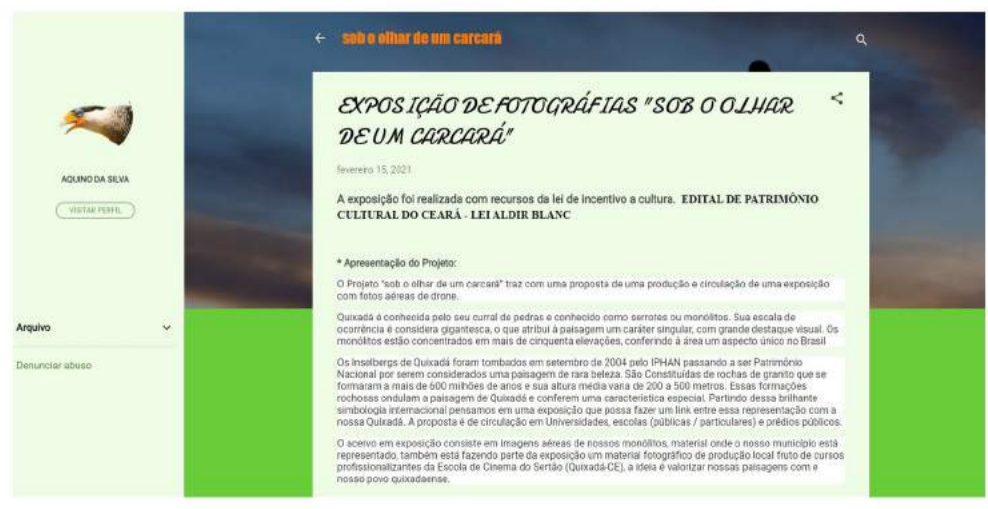 sob o olhar de um carcará
AQUINO DA SILVA
VISITAR PERFIL
Arquivo
Denunciar abuso
EXPOSIÇÃO DE FOTOGRÁFIAS "SOB O OLHAR
DE UM CARCARÁ"
fevereiro 15, 2021
A exposição foi realizada com recursos da lei de incentivo a cultura. EDITAL DE PATRIMÔNIO
CULTURAL DO CEARÁ - LEI ALDIR BLANC
* Apresentação do Projeto:
O Projeto "sob o olhar de um carcará" traz com uma proposta de uma produção e circulação de uma exposição
com fotos aéreas de drone.
Quixadá é conhecida pelo seu curral de pedras e conhecido como serrotes ou monólitos. Sua escala de
ocorrência é considera gigantesca, o que atribui à paisagem um caráter singular, com grande destaque visual. Os
monólitos estão concentrados em mais de cinquenta elevações, conferindo à área um aspecto único no Brasil
Os Inselbergs de Quixadá foram tombados em setembro de 2004 pelo IPHAN passando a ser Patrimônio
Nacional por serem considerados uma paisagem de rara beleza. São Constituídas de rochas de granito que se
formaram a mais de 600 milhões de anos e sua altura média varia de 200 a 500 metros. Essas formações
rochosas ondulam a paisagem de Quixadá e conferem uma característica especial. Partindo dessa brilhante
simbologia internacional pensamos em uma exposição que possa fazer um link entre essa representação com a
nossa Quixadá. A proposta é de circulação em Universidades, escolas (públicas / particulares) e prédios públicos.
O acervo em exposição consiste em imagens aéreas de nossos monólitos, material onde o nosso município está
representado, também está fazendo parte da exposição um material fotográfico de produção local fruto de cursos
profissionalizantes da Escola de Cinema do Sertão (Quixadá-CE), a ideia é valorizar nossas paisagens com e
nosso povo quixadaense.